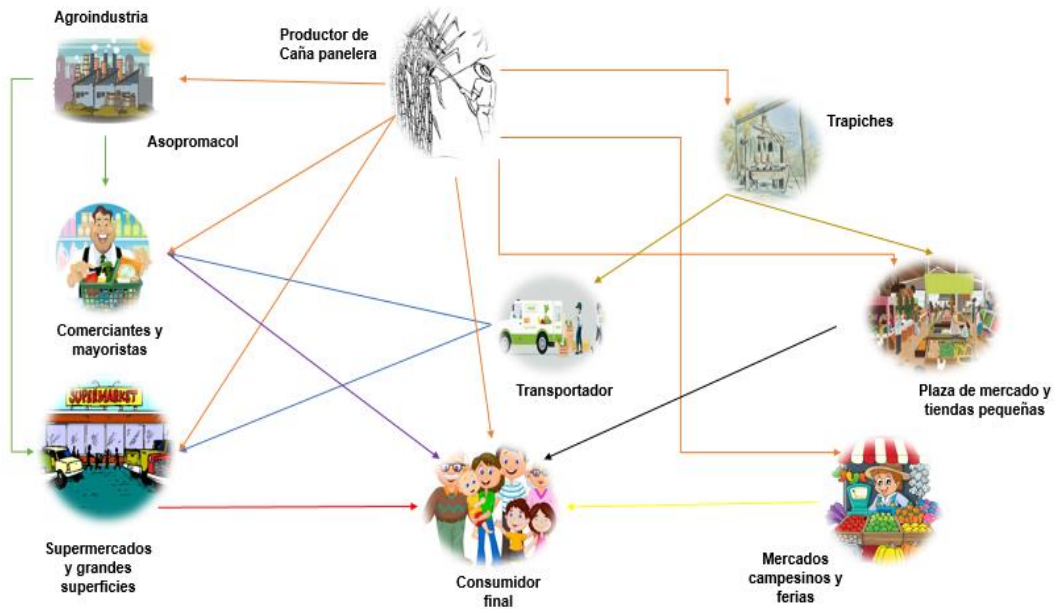 Agroindustria
Productor de
Caña panelera
Trapiches
Asopromacol
Comerciantes y
mayoristas
Transportador
Plaza de mercado y
tiendas pequeñas
SUPERMARKET
Supermercados
y grandes
superficies
Consumidor
final
Mercados
campesinos y
ferias